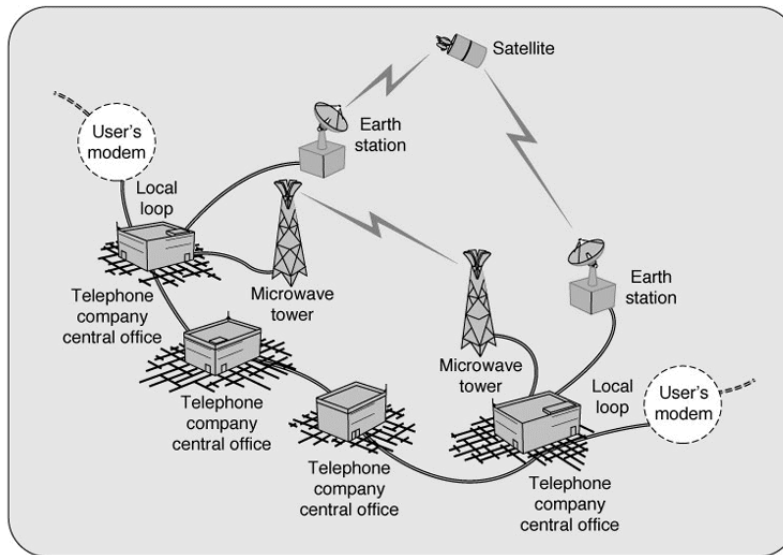 Satellite
User's
modem
Earth
station
Local
loop
Microwave
tower
Telephone
company
central office
Earth
station
Telephone
company
central office
Microwave
tower
Local
loop
User's
modem
Telephone
company
central office
Telephone
company
central office